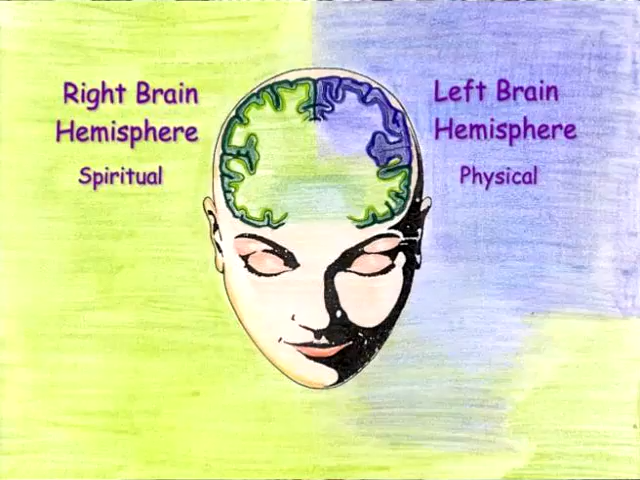 Right Brain
Hemisphere
Spiritual
Left Brain
Hemisphere
Physical